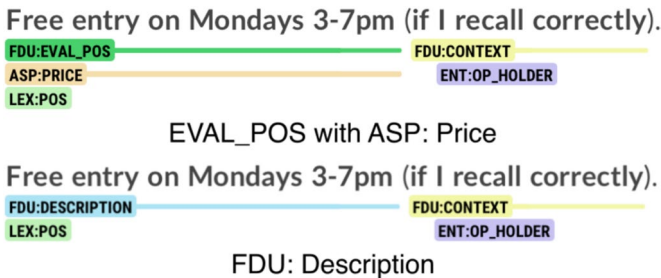 Free entry on Mondays 3-7pm (if I recall correctly).
FDU:EVAL_POS FDU:CONTEXT
ASP:PRICE ENT:OP_HOLDER
LEX:POS
EVAL_POS with ASP: Price
Free entry on Mondays 3-7pm (if I recall correctly).
FDU:DESCRIPTION FDU:CONTEXT
LEX:POS ENT:OP_HOLDER
FDU: Description